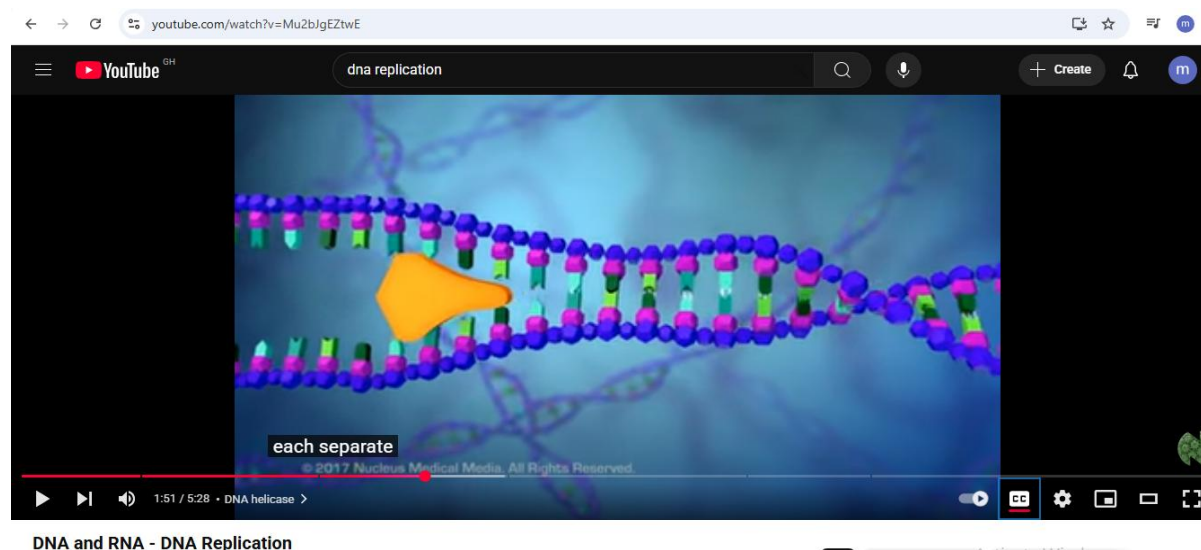 youtube.com/watch?v=Mu2bJgEZtwE
m
YouTube GH
dna replication
Create
m
each separate
© 2017 Nucleus Medical Media. All Rights Reserved.
1:51 / 5:28 • DNA helicase
CC
DNA and RNA - DNA Replication